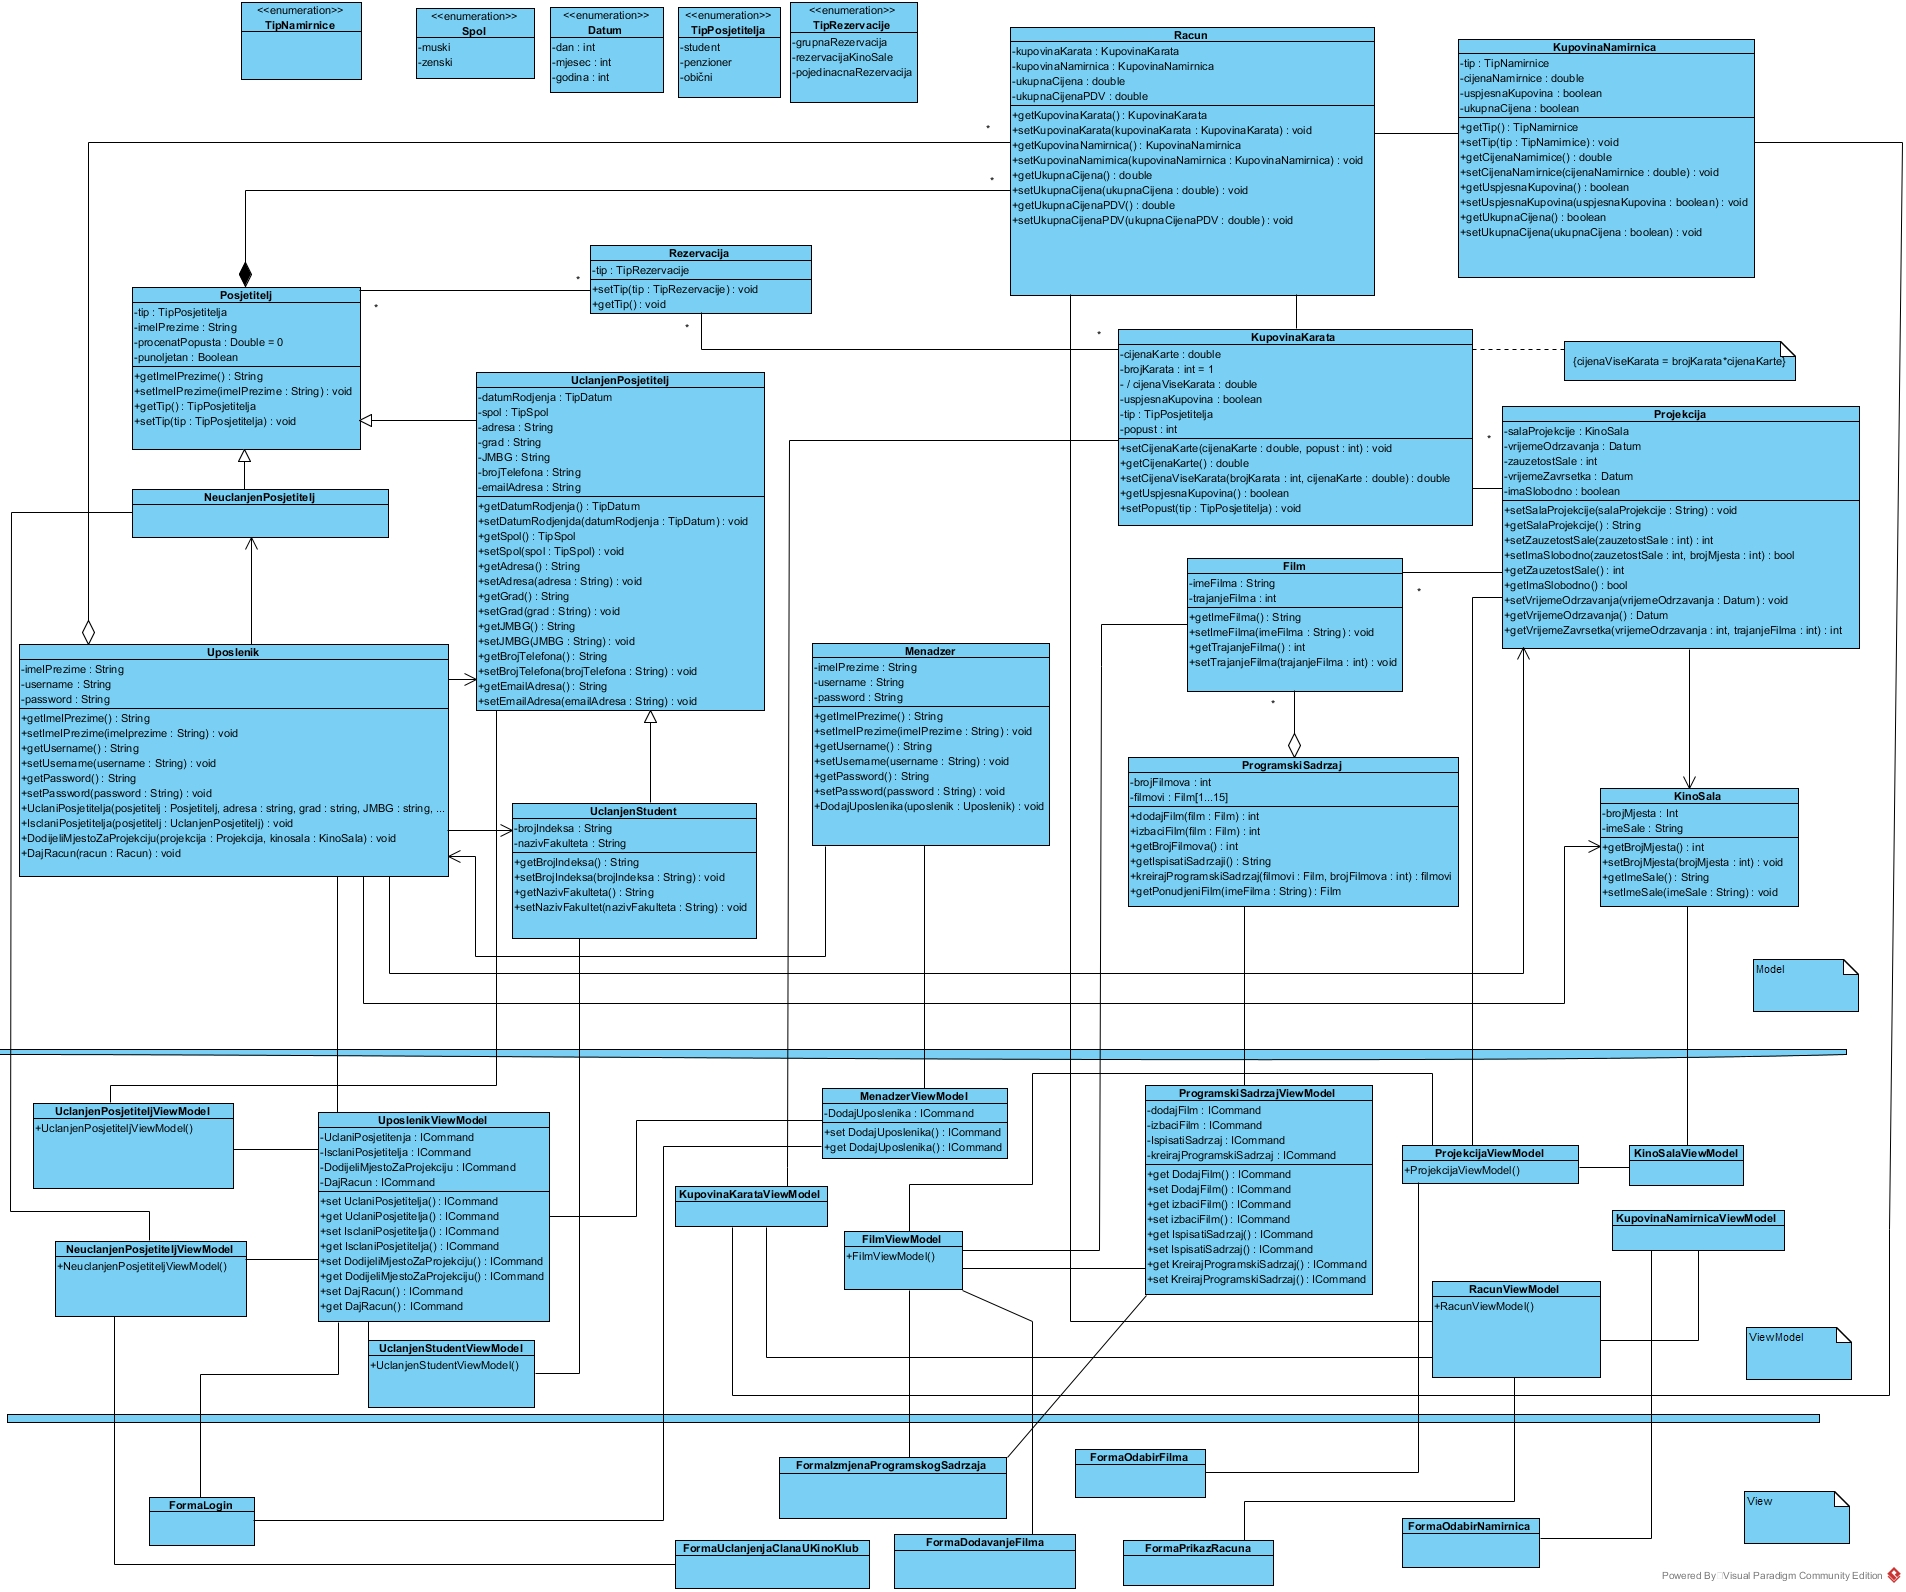 <<enumeration>>
TipNamirnice
<<enumeration>>
Spol
-muski
-zenski
<<enumeration>>
Datum
-dan : int
-mjesec : int
-godina : int
<<enumeration>>
TipPosjetitelja
-student
-penzioner
-obični
<<enumeration>>
TipRezervacije
-grupnaRezervacija
-rezervacijaKinoSale
-pojedinacnaRezervacija
Racun
-kupovinaKarata : KupovinaKarata
-kupovinaNamirnica : KupovinaNamirnica
-ukupnaCijena : double
-ukupnaCijenaPDV : double
+getKupovinaKarata() : KupovinaKarata
+setKupovinaKarata(kupovinaKarata : KupovinaKarata) : void
+getKupovinaNamirnica() : KupovinaNamirnica
+setKupovinaNamirnica(kupovinaNamirnica : KupovinaNamirnica) : void
+getUkupnaCijena() : double
+setUkupnaCijena(ukupnaCijena : double) : void
+getUkupnaCijenaPDV() : double
+setUkupnaCijenaPDV(ukupnaCijenaPDV : double) : void
KupovinaNamirnica
-tip : TipNamirnice
-cijenaNamirnice : double
-uspjesnaKupovina : boolean
-ukupnaCijena : boolean
+getTip() : TipNamirnice
+setTip(tip : TipNamirnice) : void
+getCijenaNamirnice() : double
+setCijenaNamirnice(cijenaNamirnice : double) : void
+getUspjesnaKupovina() : boolean
+setUspjesnaKupovina(uspjesnaKupovina : boolean) : void
+getUkupnaCijena() : boolean
+setUkupnaCijena(ukupnaCijena : boolean) : void
*
*
Rezervacija
-tip : TipRezervacije
+setTip(tip : TipRezervacije) : void
+getTip() : void
*
*
*
*
Posjetitelj
-tip : TipPosjetitelja
-imeIPrezime : String
-procenatPopusta : Double = 0
-punoljetan : Boolean
+getImeIPrezime() : String
+setImeIPrezime(imeIPrezime : String) : void
+getTip() : TipPosjetitelja
+setTip(tip : TipPosjetitelja) : void
KupovinaKarata
-cijenaKarte : double
-brojKarata : int = 1
- / cijenaViseKarata : double
-uspjesnaKupovina : boolean
-tip : TipPosjetitelja
-popust : int
+setCijenaKarte(cijenaKarte : double, popust : int) : void
+getCijenaKarte() : double
+setCijenaViseKarata(brojKarata : int, cijenaKarte : double) : double
+getUspjesnaKupovina() : boolean
+setPopust(tip : TipPosjetitelja) : void
{cijenaViseKarata = brojKarata*cijenaKarte}
UclanjenPosjetitelj
-datumRodjenja : TipDatum
-spol : TipSpol
-adresa : String
-grad : String
-JMBG : String
-brojTelefona : String
-emailAdresa : String
+getDatumRodjenja() : TipDatum
+setDatumRodjenjda(datumRodjenja : TipDatum) : void
+getSpol() : TipSpol
+setSpol(spol : TipSpol) : void
+getAdresa() : String
+setAdresa(adresa : String) : void
+getGrad() : String
+setGrad(grad : String) : void
+getJMBG() : String
+setJMBG(JMBG : String) : void
+getBrojTelefona() : String
+setBrojTelefona(brojTelefona : String) : void
+getEmailAdresa() : String
+setEmailAdresa(emailAdresa : String) : void
Projekcija
-salaProjekcije : KinoSala
-vrijemeOdrzavanja : Datum
-zauzetostSale : int
-vrijemeZavrsetka : Datum
-imaSlobodno : boolean
+setSalaProjekcije(salaProjekcije : String) : void
+getSalaProjekcije() : String
+setZauzetostSale(zauzetostSale : int) : int
+setImaSlobodno(zauzetostSale : int, brojMjesta : int) : bool
+getZauzetostSale() : int
+getImaSlobodno() : bool
+setVrijemeOdrzavanja(vrijemeOdrzavanja : Datum) : void
+getVrijemeOdrzavanja() : Datum
+getVrijemeZavrsetka(vrijemeOdrzavanja : int, trajanjeFilma : int) : int
*
*
NeuclanjenPosjetitelj
Film
-imeFilma : String
-trajanjeFilma : int
+getImeFilma() : String
+setImeFilma(imeFilma : String) : void
+getTrajanjeFilma() : int
+setTrajanjeFilma(trajanjeFilma : int) : void
*
Uposlenik
-imeIPrezime : String
-username : String
-password : String
+getImeIPrezime() : String
+setImeIPrezime(imeIprezime : String) : void
+getUsername() : String
+setUsername(username : String) : void
+getPassword() : String
+setPassword(password : String) : void
+UclaniPosjetitelja(posjetitelj : Posjetitelj, adresa : string, grad : string, JMBG : string, ...
+IsclaniPosjetitelja(posjetitelj : UclanjenPosjetitelj) : void
+DodijeliMjestoZaProjekciju(projekcija : Projekcija, kinosala : KinoSala) : void
+DajRacun(racun : Racun) : void
Menadzer
-imeIPrezime : String
-username : String
-password : String
+getImeIPrezime() : String
+setImeIPrezime(imeIPrezime : String) : void
+getUsername() : String
+setUsername(username : String) : void
+getPassword() : String
+setPassword(password : String) : void
+DodajUposlenika(uposlenik : Uposlenik) : void
ProgramskiSadrzaj
-brojFilmova : int
-filmovi : Film[1...15]
+dodajFilm(film : Film) : int
+izbaciFilm(film : Film) : int
+getBrojFilmova() : int
+getIspisatiSadrzaji() : String
+kreirajProgramskiSadrzaj(filmovi : Film, brojFilmova : int) : filmovi
+getPonudjeniFilm(imeFilma : String) : Film
KinoSala
-brojMjesta : Int
-imeSale : String
+getBrojMjesta() : int
+setBrojMjesta(brojMjesta : int) : void
+getImeSale() : String
+setImeSale(imeSale : String) : void
UclanjenStudent
-brojIndeksa : String
-nazivFakulteta : String
+getBrojIndeksa() : String
+setBrojIndeksa(brojIndeksa : String) : void
+getNazivFakulteta() : String
+setNazivFakultet(nazivFakulteta : String) : void
Model
UclanjenPosjetiteljViewModel
+UclanjenPosjetiteljViewModel()
UposlenikViewModel
-UclaniPosjetitenja : ICommand
-IsclaniPosjetitelja : ICommand
-DodijeliMjestoZaProjekciju : ICommand
-DajRacun : ICommand
+set UclaniPosjetitelja() : ICommand
+get UclaniPosjetitelja() : ICommand
+set IsclaniPosjetitelja() : ICommand
+get IsclaniPosjetitelja() : ICommand
+set DodijeliMjestoZaProjekciju() : ICommand
+get DodijeliMjestoZaProjekciju() : ICommand
+set DajRacun() : ICommand
+get DajRacun() : ICommand
MenadzerViewModel
-DodajUposlenika : ICommand
+set DodajUposlenika() : ICommand
+get DodajUposlenika() : ICommand
ProgramskiSadrzajViewModel
-dodajFilm : ICommand
-izbaciFilm : ICommand
-IspisatiSadrzaj : ICommand
-kreirajProgramskiSadrzaj : ICommand
+get DodajFilm() : ICommand
+set DodajFilm() : ICommand
+get izbaciFilm() : ICommand
+set izbaciFilm() : ICommand
+get IspisatiSadrzaj() : ICommand
+set IspisatiSadrzaj() : ICommand
+get KreirajProgramskiSadrzaj() : ICommand
+set KreirajProgramskiSadrzaj() : ICommand
ProjekcijaViewModel
+ProjekcijaViewModel()
KinoSalaViewModel
KupovinaKarataViewModel
KupovinaNamirnicaViewModel
NeuclanjenPosjetiteljViewModel
+NeuclanjenPosjetiteljViewModel()
FilmViewModel
+FilmViewModel()
RacunViewModel
+RacunViewModel()
UclanjenStudentViewModel
+UclanjenStudentViewModel()
ViewModel
FormaIzmjenaProgramskogSadrzaja
FormaOdabirFilma
FormaLogin
FormaUclanjenjaClanaUKinoKlub
FormaDodavanjeFilma
FormaPrikazRacuna
FormaOdabirNamirnica
View
Powered By Visual Paradigm Community Edition